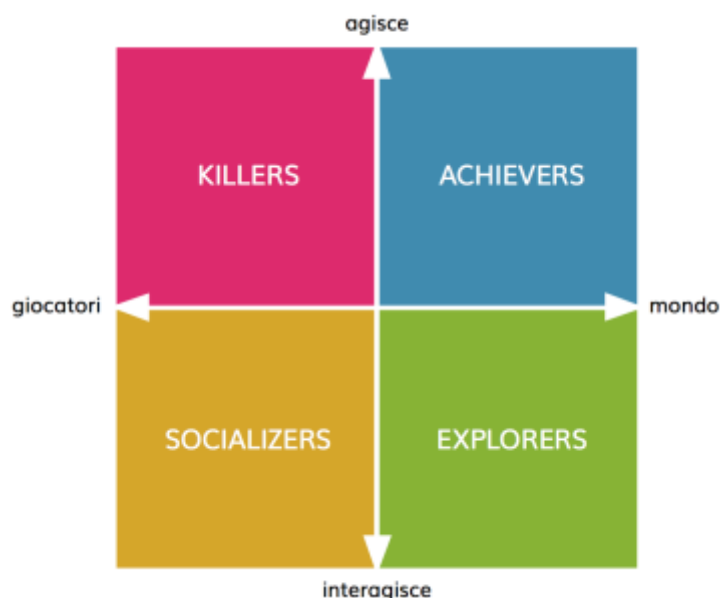 agisce
KILLERS
ACHIEVERS
giocatori
mondo
SOCIALIZERS
EXPLORERS
interagisce